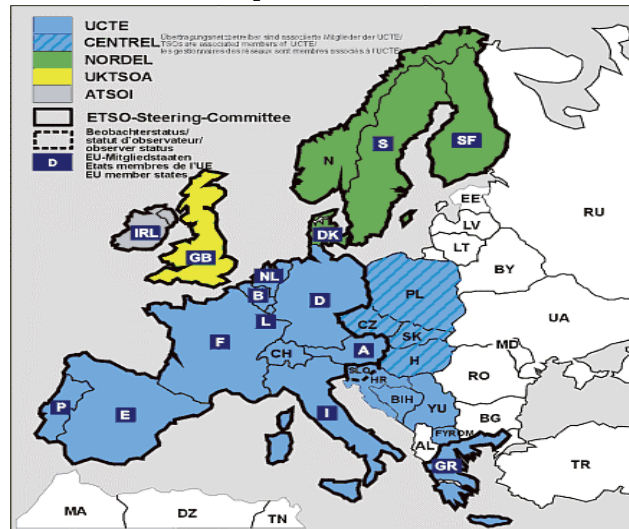 UCTE
CENTREL Übertragungsnetzbetreiber sind assoziierte Mitglieder der UCTE/
TSOs are associated members of UCTE/
les gestionnaires des réseaux sont membres associés à l'UCTE
NORDEL
UKTSOA
ATSOI
ETSO-Steering-Committee
Beobachterstatus/
statut d'observateur/
observer status
D EU-Mitgliedstaaten
Etats membres de l'UE
EU member states
N S SF
EE
RU
LV
IRL
DK
LT
GB
BY
NL
PL
B D
L
CZ
UA
SK
F
A
H
MD
CH
SLO
RO
HR
BIH
YU
P
E
I
BG
FYROM
AL
GR
TR
MA DZ TN